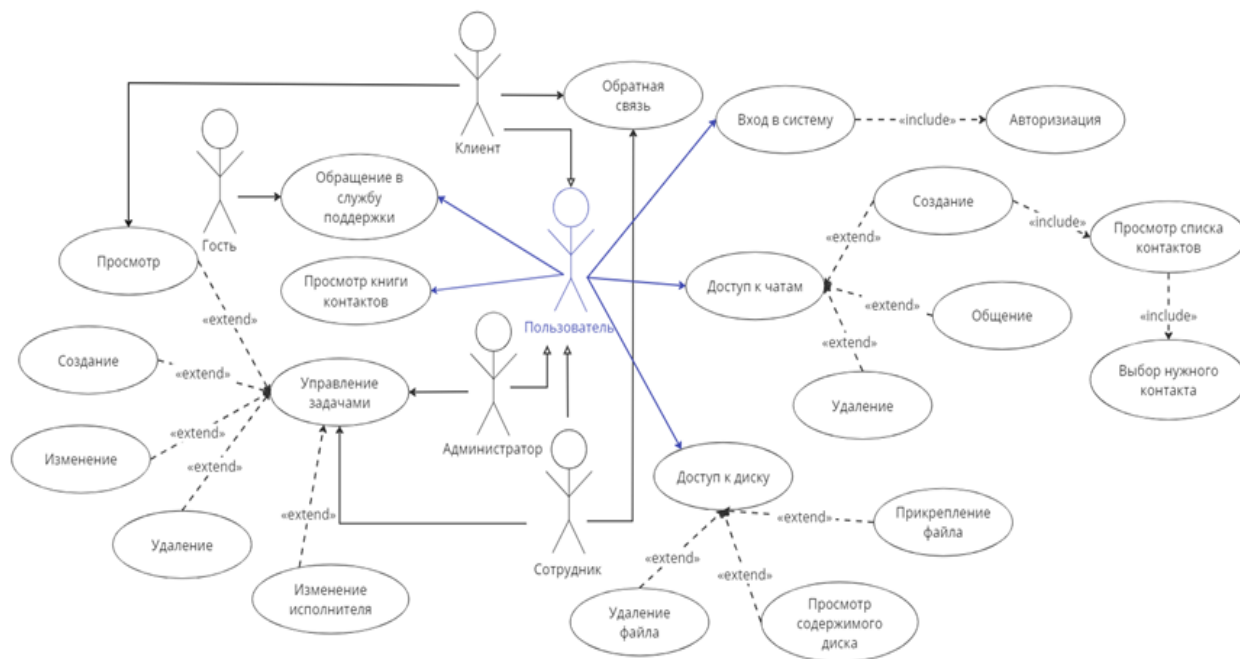 Клиент
Обратная
связь
Вход в систему
«include»
Авторизиация
Гость
Обращение в
службу
поддержки
Создание
«include»
Просмотр списка
контактов
«extend»
Просмотр
Просмотр книги
контактов
Пользователь
Доступ к чатам
«extend»
Общение
«include»
«extend»
«extend»
Создание
«extend»
Управление
задачами
Выбор нужного
контакта
Удаление
Изменение
«extend»
«extend»
Администратор
Доступ к диску
Удаление
«extend»
Сотрудник
Изменение
исполнителя
«extend»
Прикрепление
файла
«extend»
«extend»
Удаление
файла
Просмотр
содержимого
диска